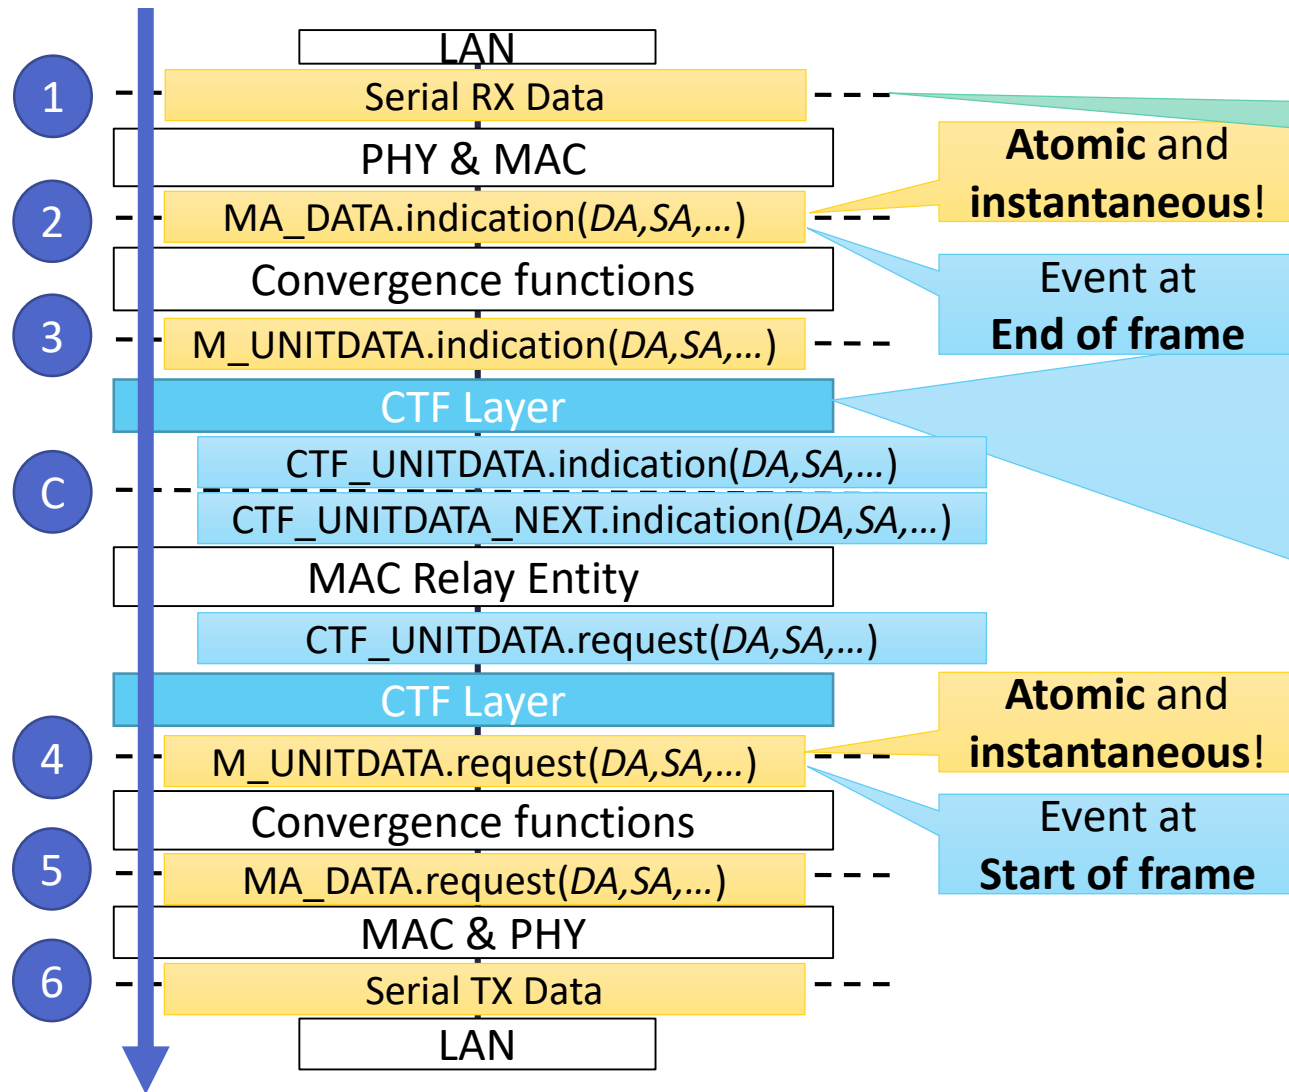 LAN
1
Serial RX Data
PHY & MAC
Atomic and
instantaneous!
2
MA_DATA.indication(DA,SA,...)
Convergence functions
Event at
End of frame
3
M_UNITDATA.indication(DA,SA,...)
CTF Layer
CTF_UNITDATA.indication(DA,SA,...)
C
CTF_UNITDATA_NEXT.indication(DA,SA,...)
MAC Relay Entity
CTF_UNITDATA.request(DA,SA,...)
CTF Layer
Atomic and
instantaneous!
4
M_UNITDATA.request(DA,SA,...)
Convergence functions
Event at
Start of frame
5
MA_DATA.request(DA,SA,...)
MAC & PHY
6
Serial TX Data
LAN